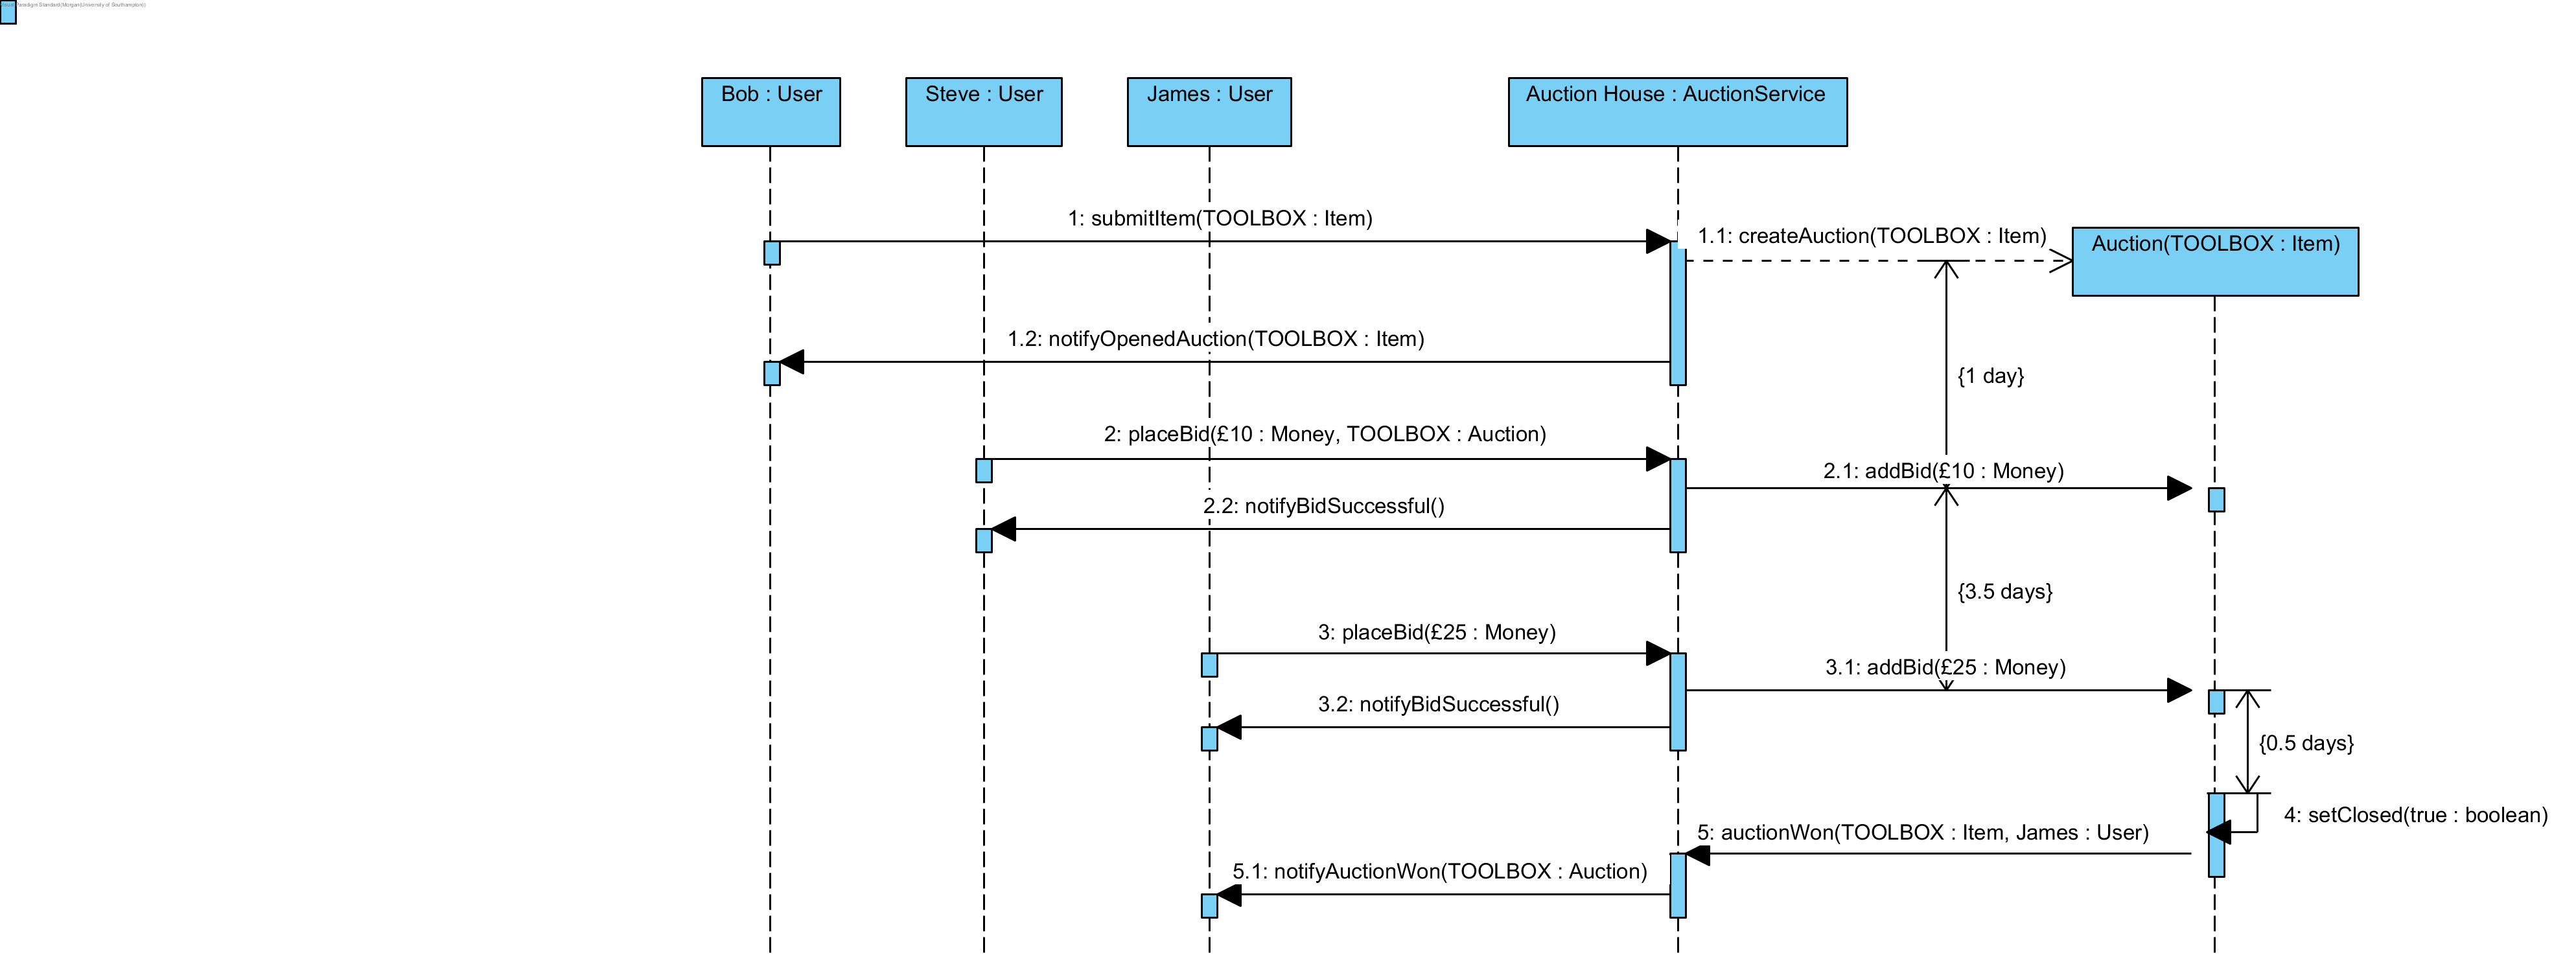 Visual Paradigm Standard(Morgan(University of Southampton))
Bob : User
Steve : User
James : User
Auction House : AuctionService
1: submitItem(TOOLBOX : Item)
1.1: createAuction(TOOLBOX : Item)
Auction(TOOLBOX : Item)
1.2: notifyOpenedAuction(TOOLBOX : Item)
{1 day}
2: placeBid(£10 : Money, TOOLBOX : Auction)
2.1: addBid(£10 : Money)
2.2: notifyBidSuccessful()
{3.5 days}
3: placeBid(£25 : Money)
3.1: addBid(£25 : Money)
3.2: notifyBidSuccessful()
{0.5 days}
4: setClosed(true : boolean)
5: auctionWon(TOOLBOX : Item, James : User)
5.1: notifyAuctionWon(TOOLBOX : Auction)